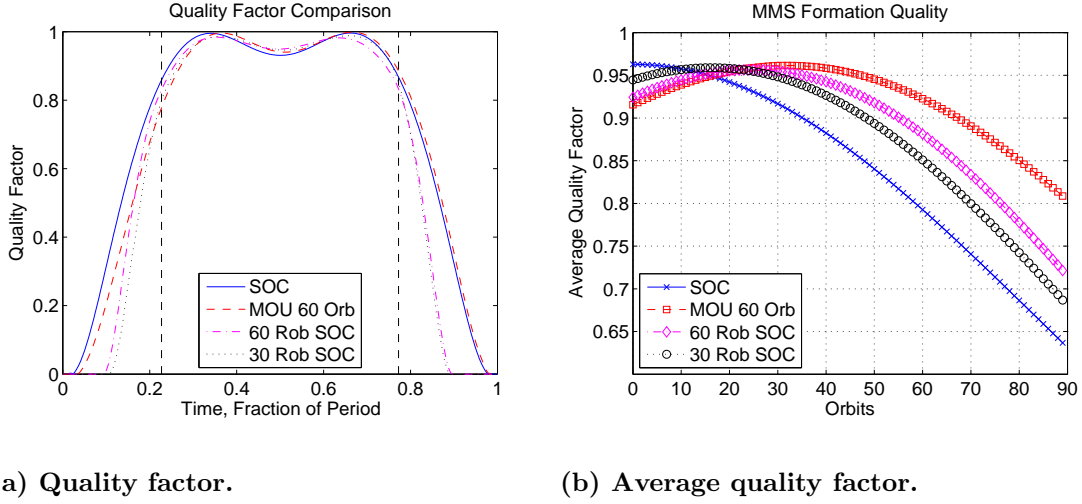 Quality Factor Comparison
Quality Factor
1
0.8
0.6
0.4
0.2
0
SOC
MOU 60 Orb
60 Rob SOC
30 Rob SOC
0 0.2 0.4 0.6 0.8 1
Time, Fraction of Period
MMS Formation Quality
Average Quality Factor
1
0.95
0.9
0.85
0.8
0.75
0.7
0.65
SOC
MOU 60 Orb
60 Rob SOC
30 Rob SOC
0 10 20 30 40 50 60 70 80 90
Orbits
a) Quality factor.
(b) Average quality factor.